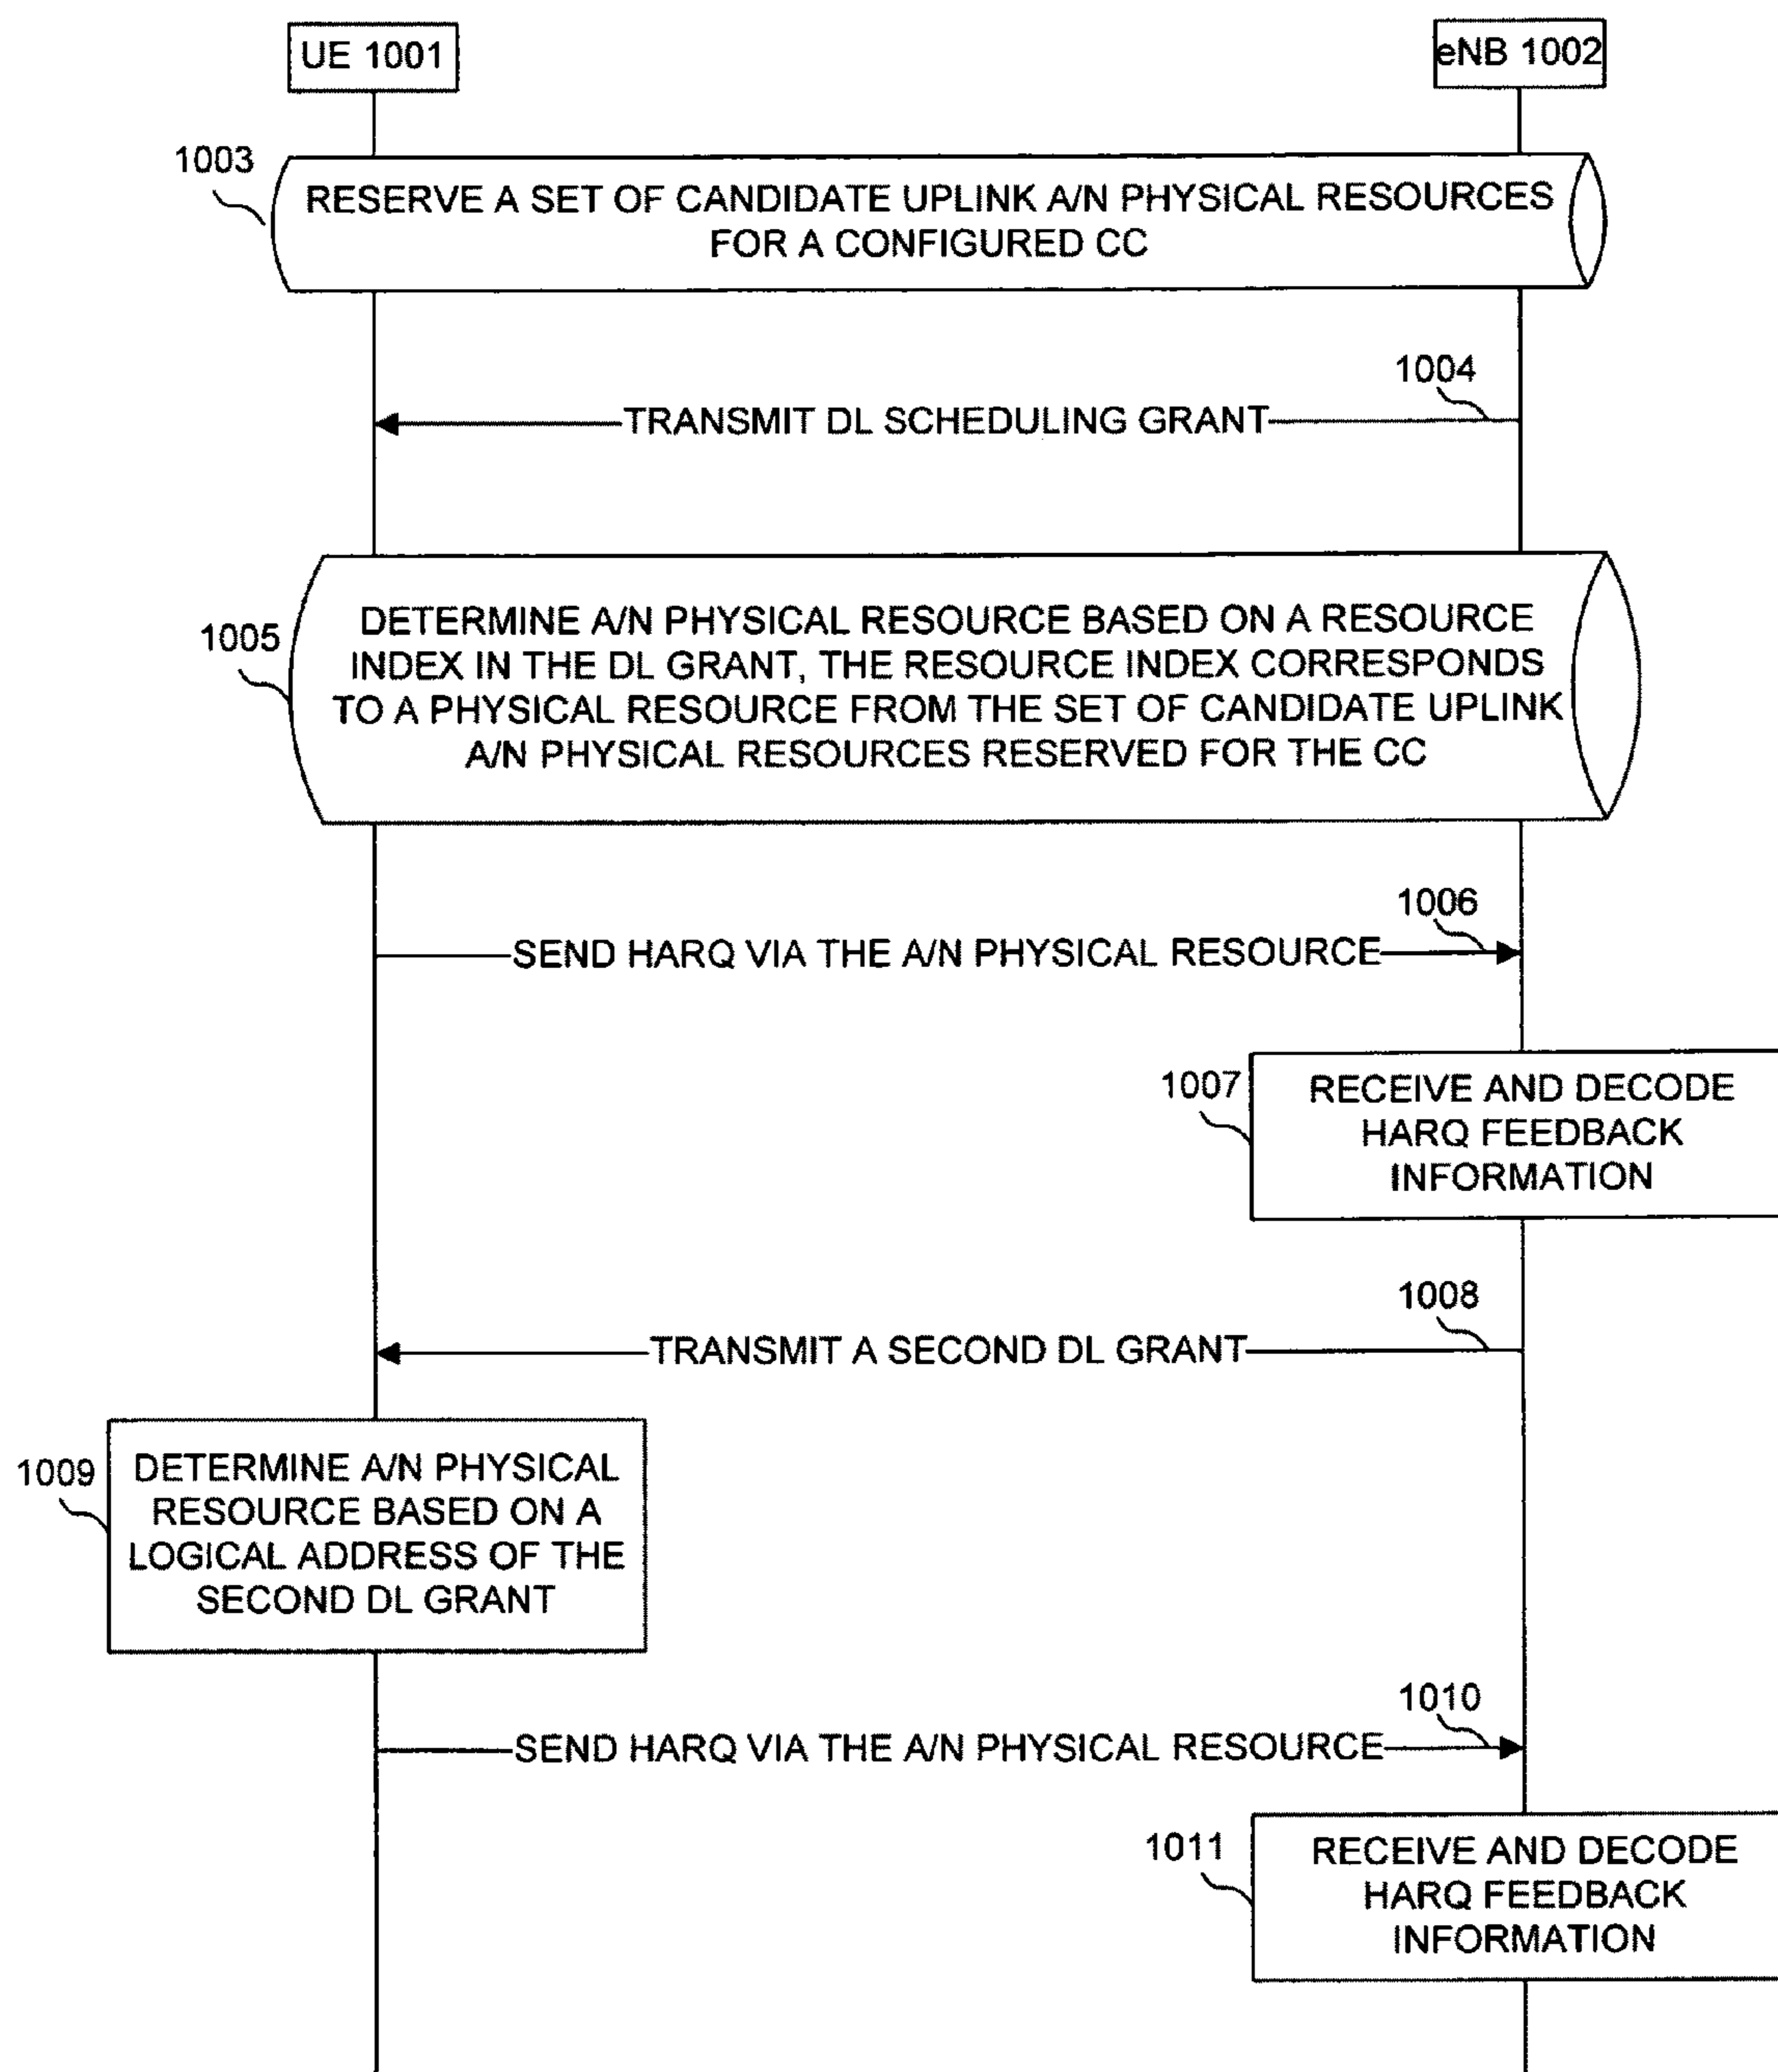 UE 1001
eNB 1002
1003
RESERVE A SET OF CANDIDATE UPLINK A/N PHYSICAL RESOURCES
FOR A CONFIGURED CC
1004
TRANSMIT DL SCHEDULING GRANT
1005
DETERMINE A/N PHYSICAL RESOURCE BASED ON A RESOURCE
INDEX IN THE DL GRANT, THE RESOURCE INDEX CORRESPONDS
TO A PHYSICAL RESOURCE FROM THE SET OF CANDIDATE UPLINK
A/N PHYSICAL RESOURCES RESERVED FOR THE CC
1006
SEND HARQ VIA THE A/N PHYSICAL RESOURCE
1007
RECEIVE AND DECODE
HARQ FEEDBACK
INFORMATION
1008
TRANSMIT A SECOND DL GRANT
1009
DETERMINE A/N PHYSICAL
RESOURCE BASED ON A
LOGICAL ADDRESS OF THE
SECOND DL GRANT
1010
SEND HARQ VIA THE A/N PHYSICAL RESOURCE
1011
RECEIVE AND DECODE
HARQ FEEDBACK
INFORMATION